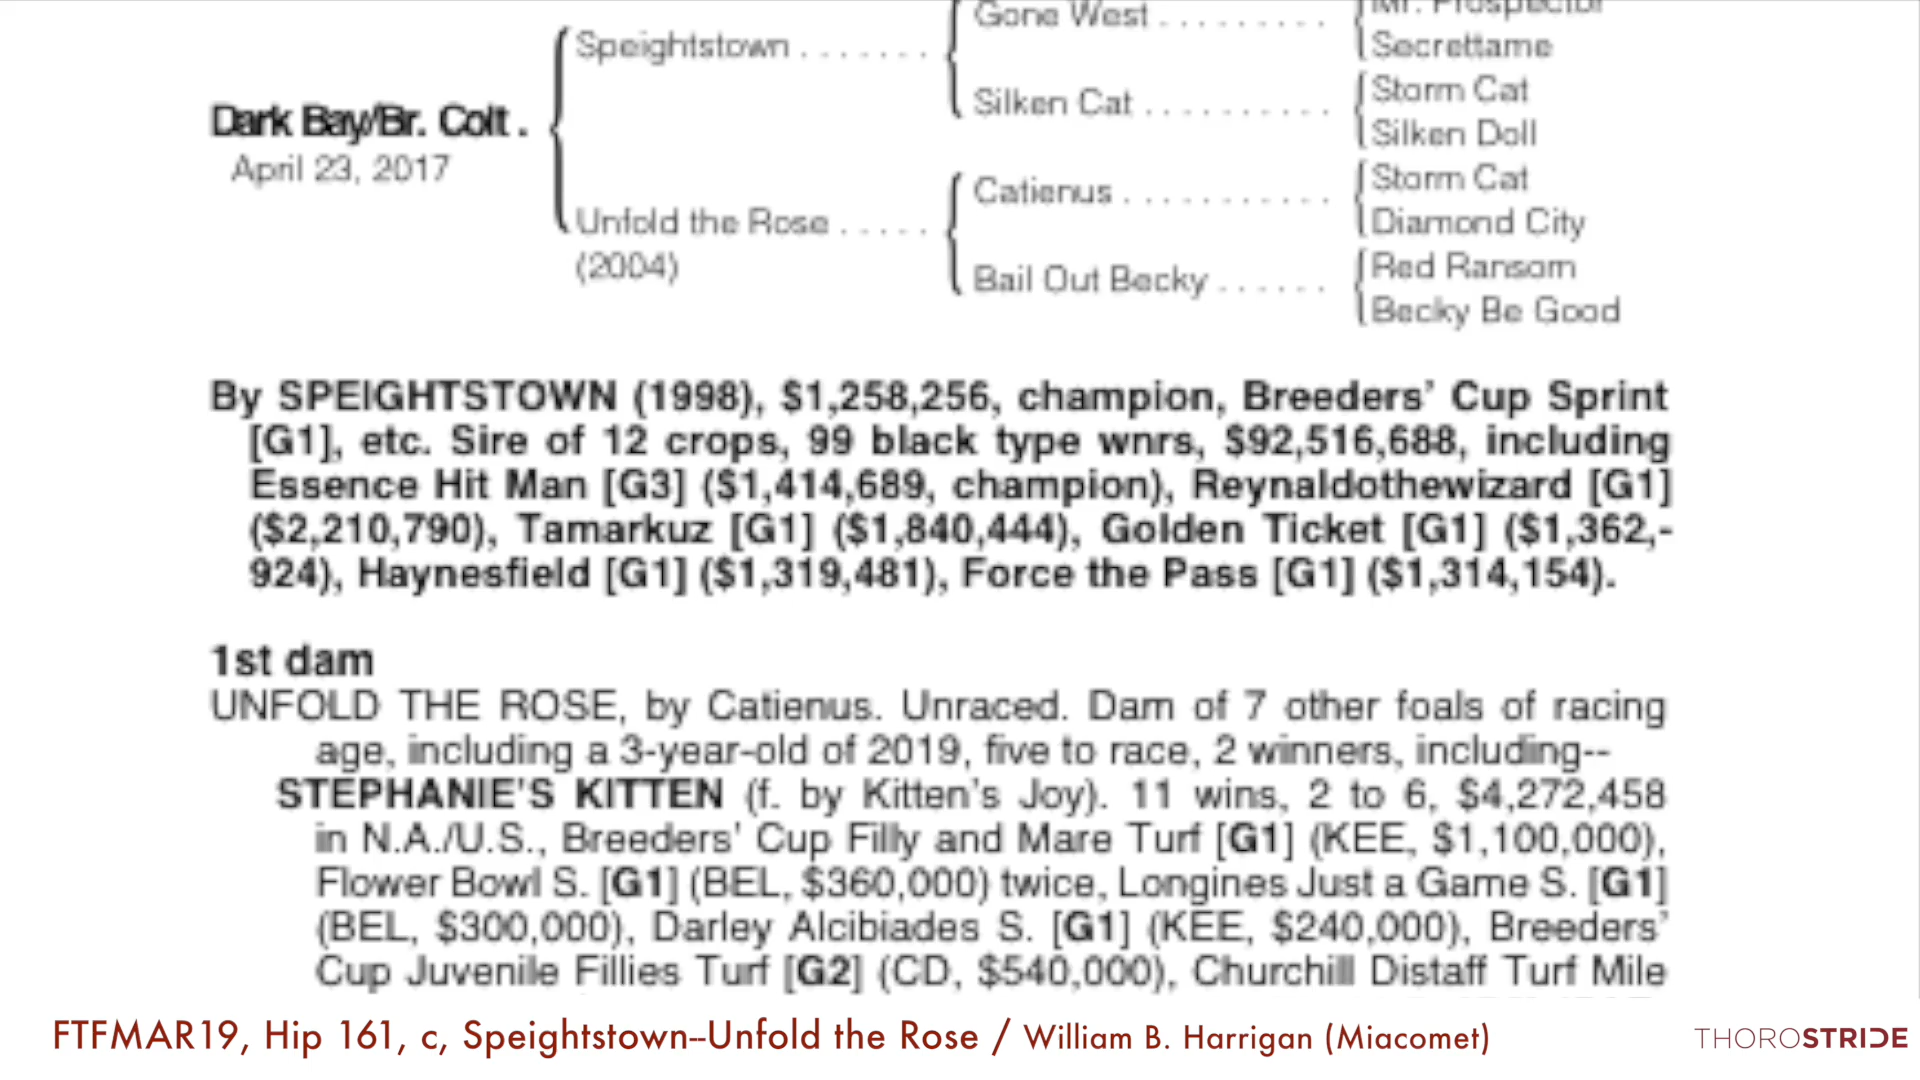 Gone West . . . . . . . . . Mr. Prospector
Speightstown . . . . . . . Secrettame
Storm Cat
Silken Cat . . . . . . . . . .
Dark Bay/Br. Colt . Silken Doll
April 23, 2017 Storm Cat
Catienus . . . . . . . . . . .
Unfold the Rose . . . . . Diamond City
(2004) Red Ransom
Bail Out Becky . . . . . .
Becky Be Good
By SPEIGHTSTOWN (1998), $1,258,256, champion, Breeders' Cup Sprint
[G1], etc. Sire of 12 crops, 99 black type wnrs, $92,516,688, including
Essence Hit Man [G3] ($1,414,689, champion), Reynaldothewizard [G1]
($2,210,790), Tamarkuz [G1] ($1,840,444), Golden Ticket [G1] ($1,362,-
924), Haynesfield [G1] ($1,319,481), Force the Pass [G1] ($1,314,154).
1st dam
UNFOLD THE ROSE, by Catienus. Unraced. Dam of 7 other foals of racing
age, including a 3-year-old of 2019, five to race, 2 winners, including--
STEPHANIE'S KITTEN (f. by Kitten's Joy). 11 wins, 2 to 6, $4,272,458
in N.A./U.S., Breeders' Cup Filly and Mare Turf [G1] (KEE, $1,100,000),
Flower Bowl S. [G1] (BEL, $360,000) twice, Longines Just a Game S. [G1]
(BEL, $300,000), Darley Alcibiades S. [G1] (KEE, $240,000), Breeders'
Cup Juvenile Fillies Turf [G2] (CD, $540,000), Churchill Distaff Turf Mile
FTFMAR19, Hip 161, c, Speightstown--Unfold the Rose / William B. Harrigan (Miacomet)
THOROSTRIDE